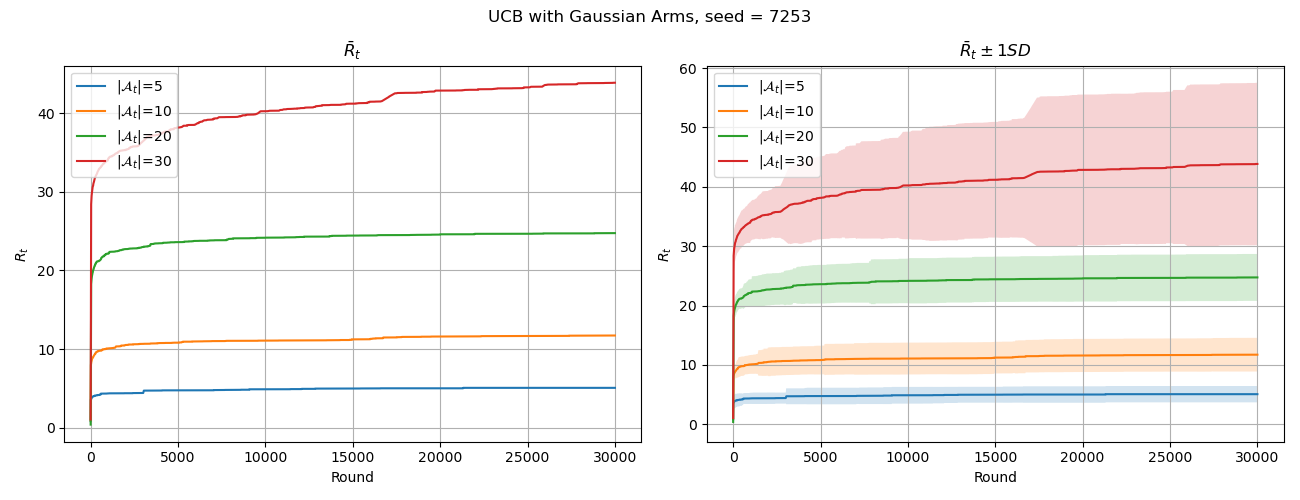 UCB with Gaussian Arms, seed = 7253
R̄ₜ
|𝒜ₜ|=5
|𝒜ₜ|=10
|𝒜ₜ|=20
|𝒜ₜ|=30
40
30
20
10
0
Rₜ
0 5000 10000 15000 20000 25000 30000
Round
R̄ₜ ± 1SD
|𝒜ₜ|=5
|𝒜ₜ|=10
|𝒜ₜ|=20
|𝒜ₜ|=30
60
50
40
30
20
10
0
Rₜ
0 5000 10000 15000 20000 25000 30000
Round